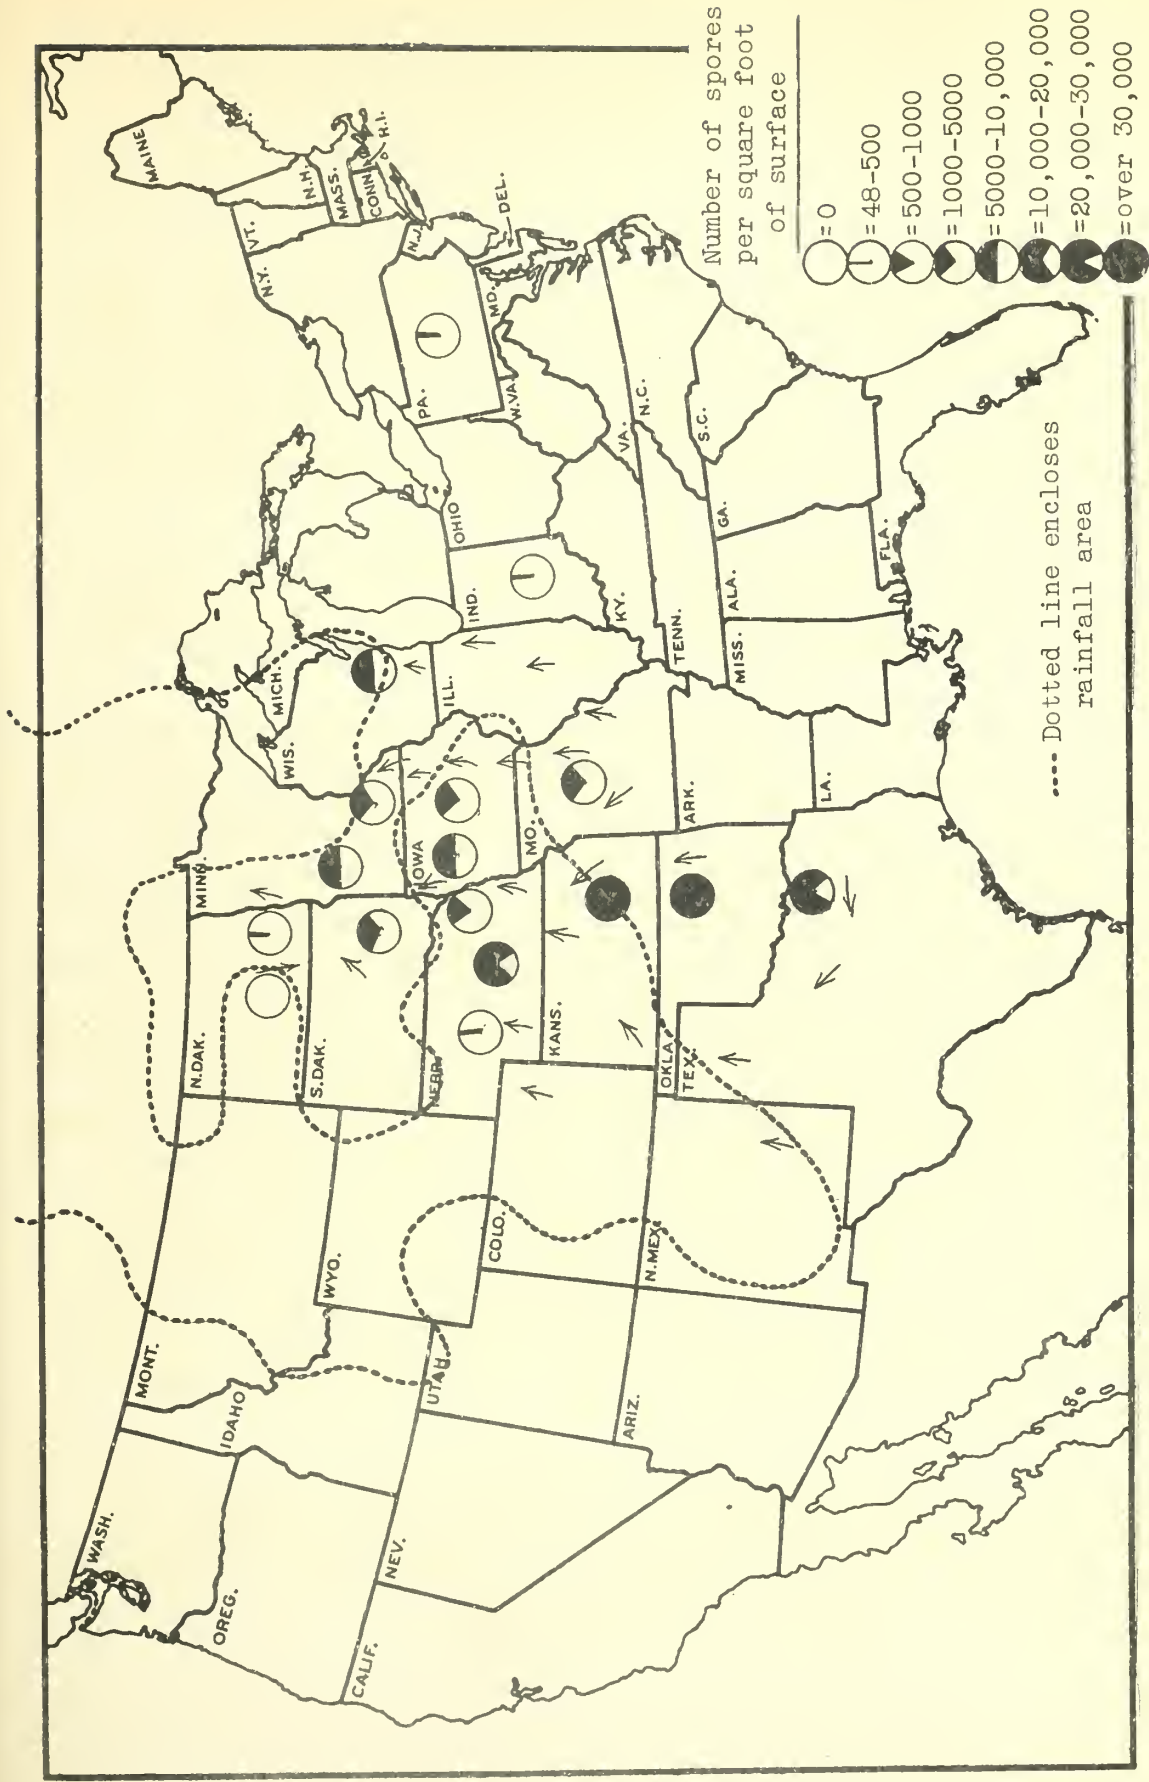 WASH.
OREG.
CALIF.
NEV.
IDAHO
MONT.
UTAH
ARIZ.
WYO.
COLO.
N.MEX.
N.DAK.
S.DAK.
NEBR.
KANS.
OKLA.
TEX.
MINN.
IOWA
MO.
ARK.
LA.
WIS.
MICH.
ILL.
IND.
OHIO
KY.
TENN.
MISS.
ALA.
GA.
FLA.
S.C.
N.C.
VA.
W.VA.
PA.
MD.
DEL.
N.J.
N.Y.
VT.
N.H.
MAINE
MASS.
CONN.
R.I.
Number of spores
per square foot
of surface
=0
=48-500
=500-1000
=1000-5000
=5000-10,000
=10,000-20,000
=20,000-30,000
=over 30,000
Dotted line encloses
rainfall area